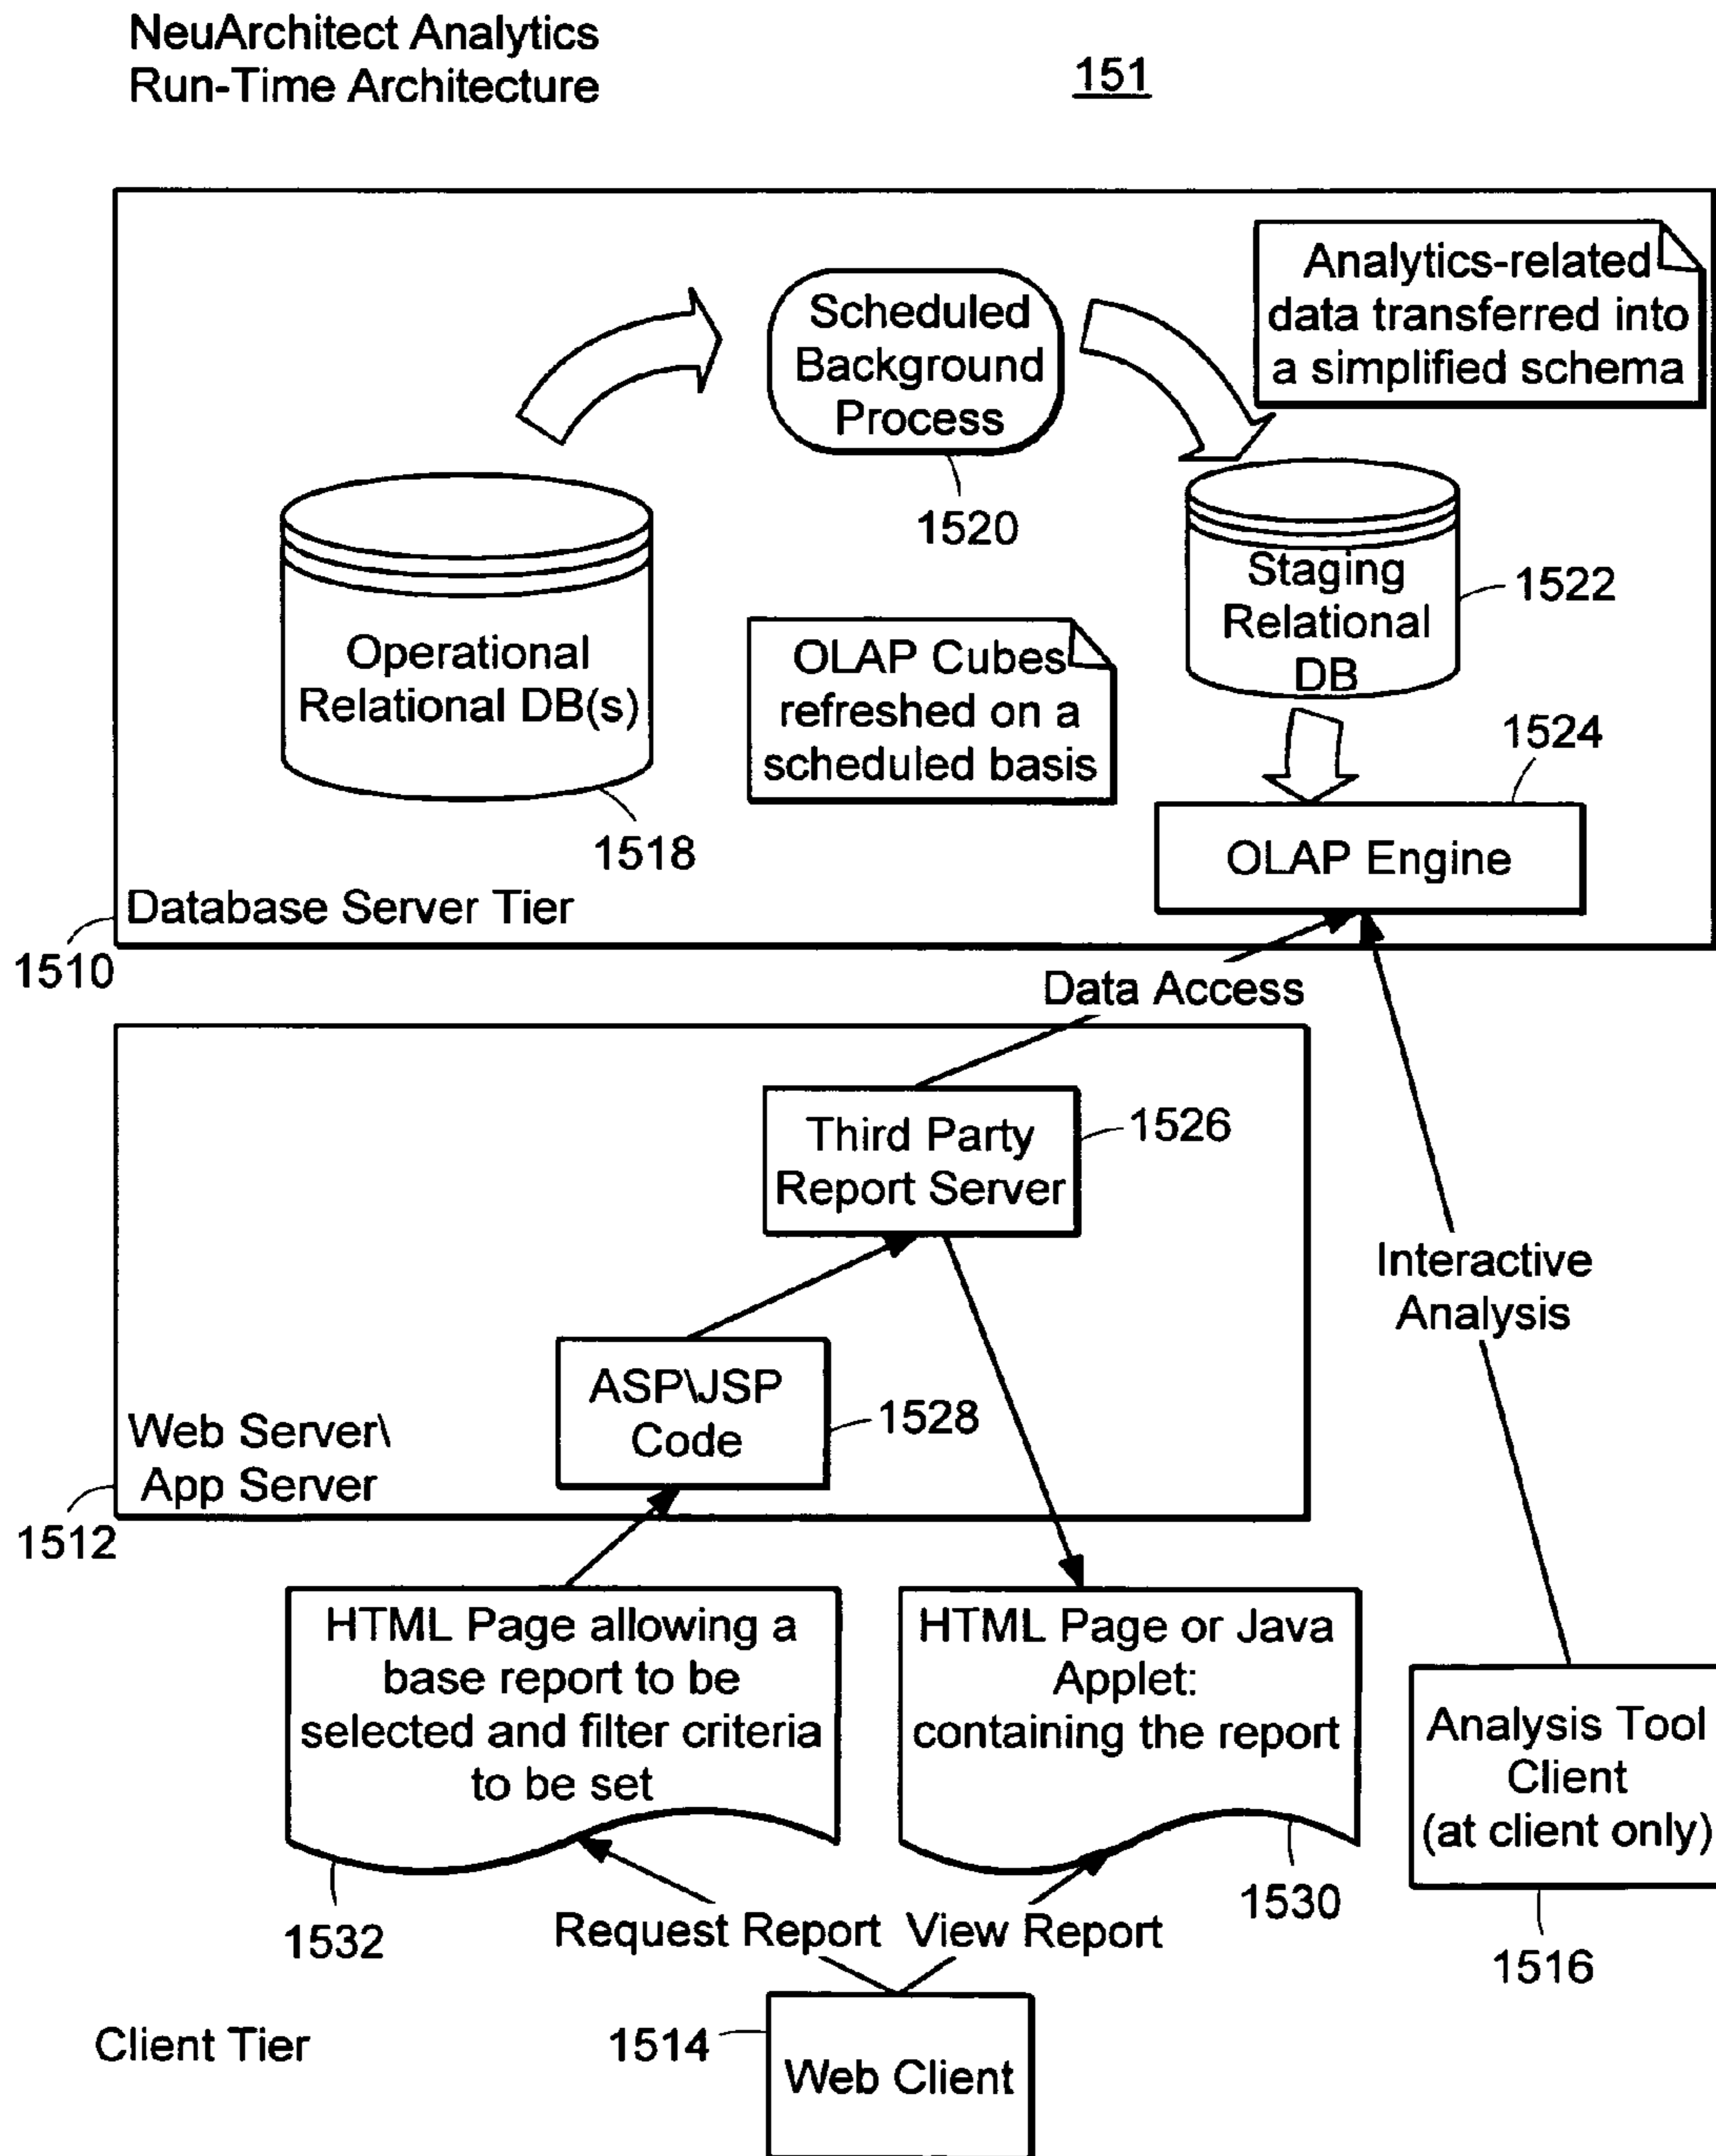 NeuArchitect Analytics
Run-Time Architecture
151
Analytics-related
data transferred into
a simplified schema
Scheduled
Background
Process
1520
Operational
Relational DB(s)
1518
OLAP Cubes
refreshed on a
scheduled basis
Staging
Relational
DB
1522
1524
OLAP Engine
Database Server Tier
1510
Data Access
Third Party
Report Server
1526
Interactive
Analysis
ASP\JSP
Code
1528
Web Server\
App Server
1512
HTML Page allowing a
base report to be
selected and filter criteria
to be set
1532
HTML Page or Java
Applet:
containing the report
1530
Analysis Tool
Client
(at client only)
1516
Request Report
View Report
Client Tier
1514
Web Client